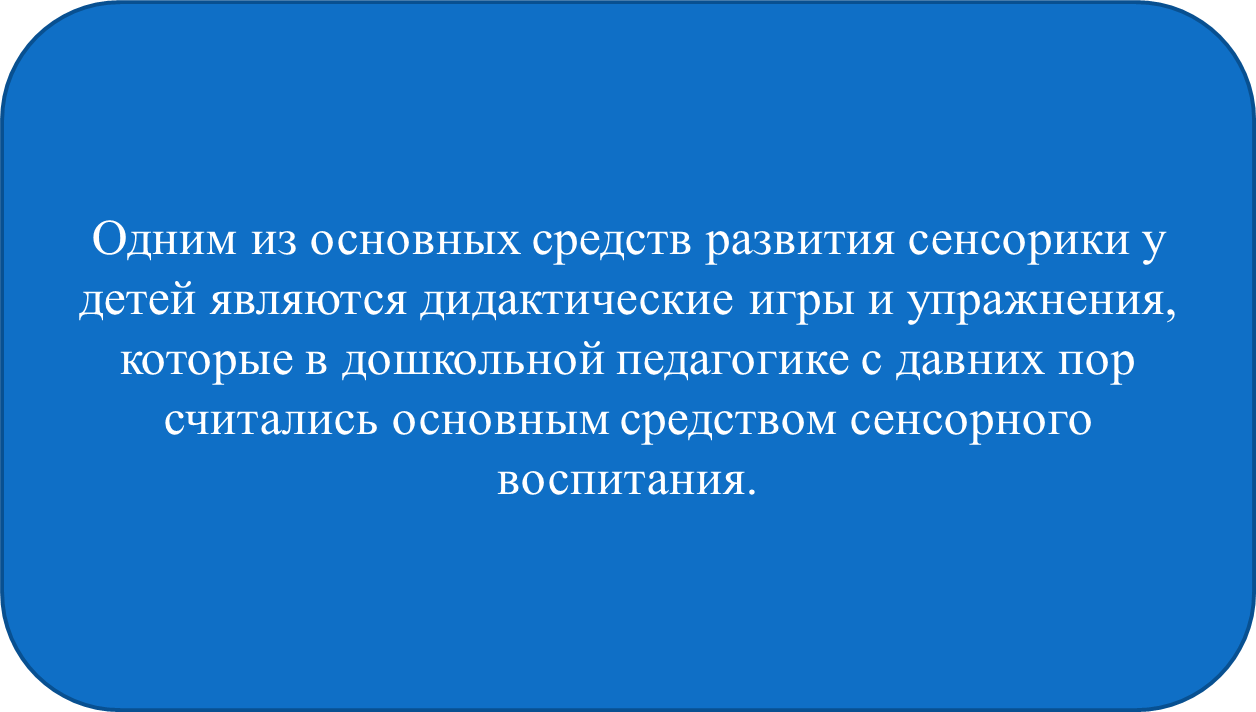 Одним из основных средств развития сенсорики у
детей являются дидактические игры и упражнения,
которые в дошкольной педагогике с давних пор
считались основным средством сенсорного
воспитания.